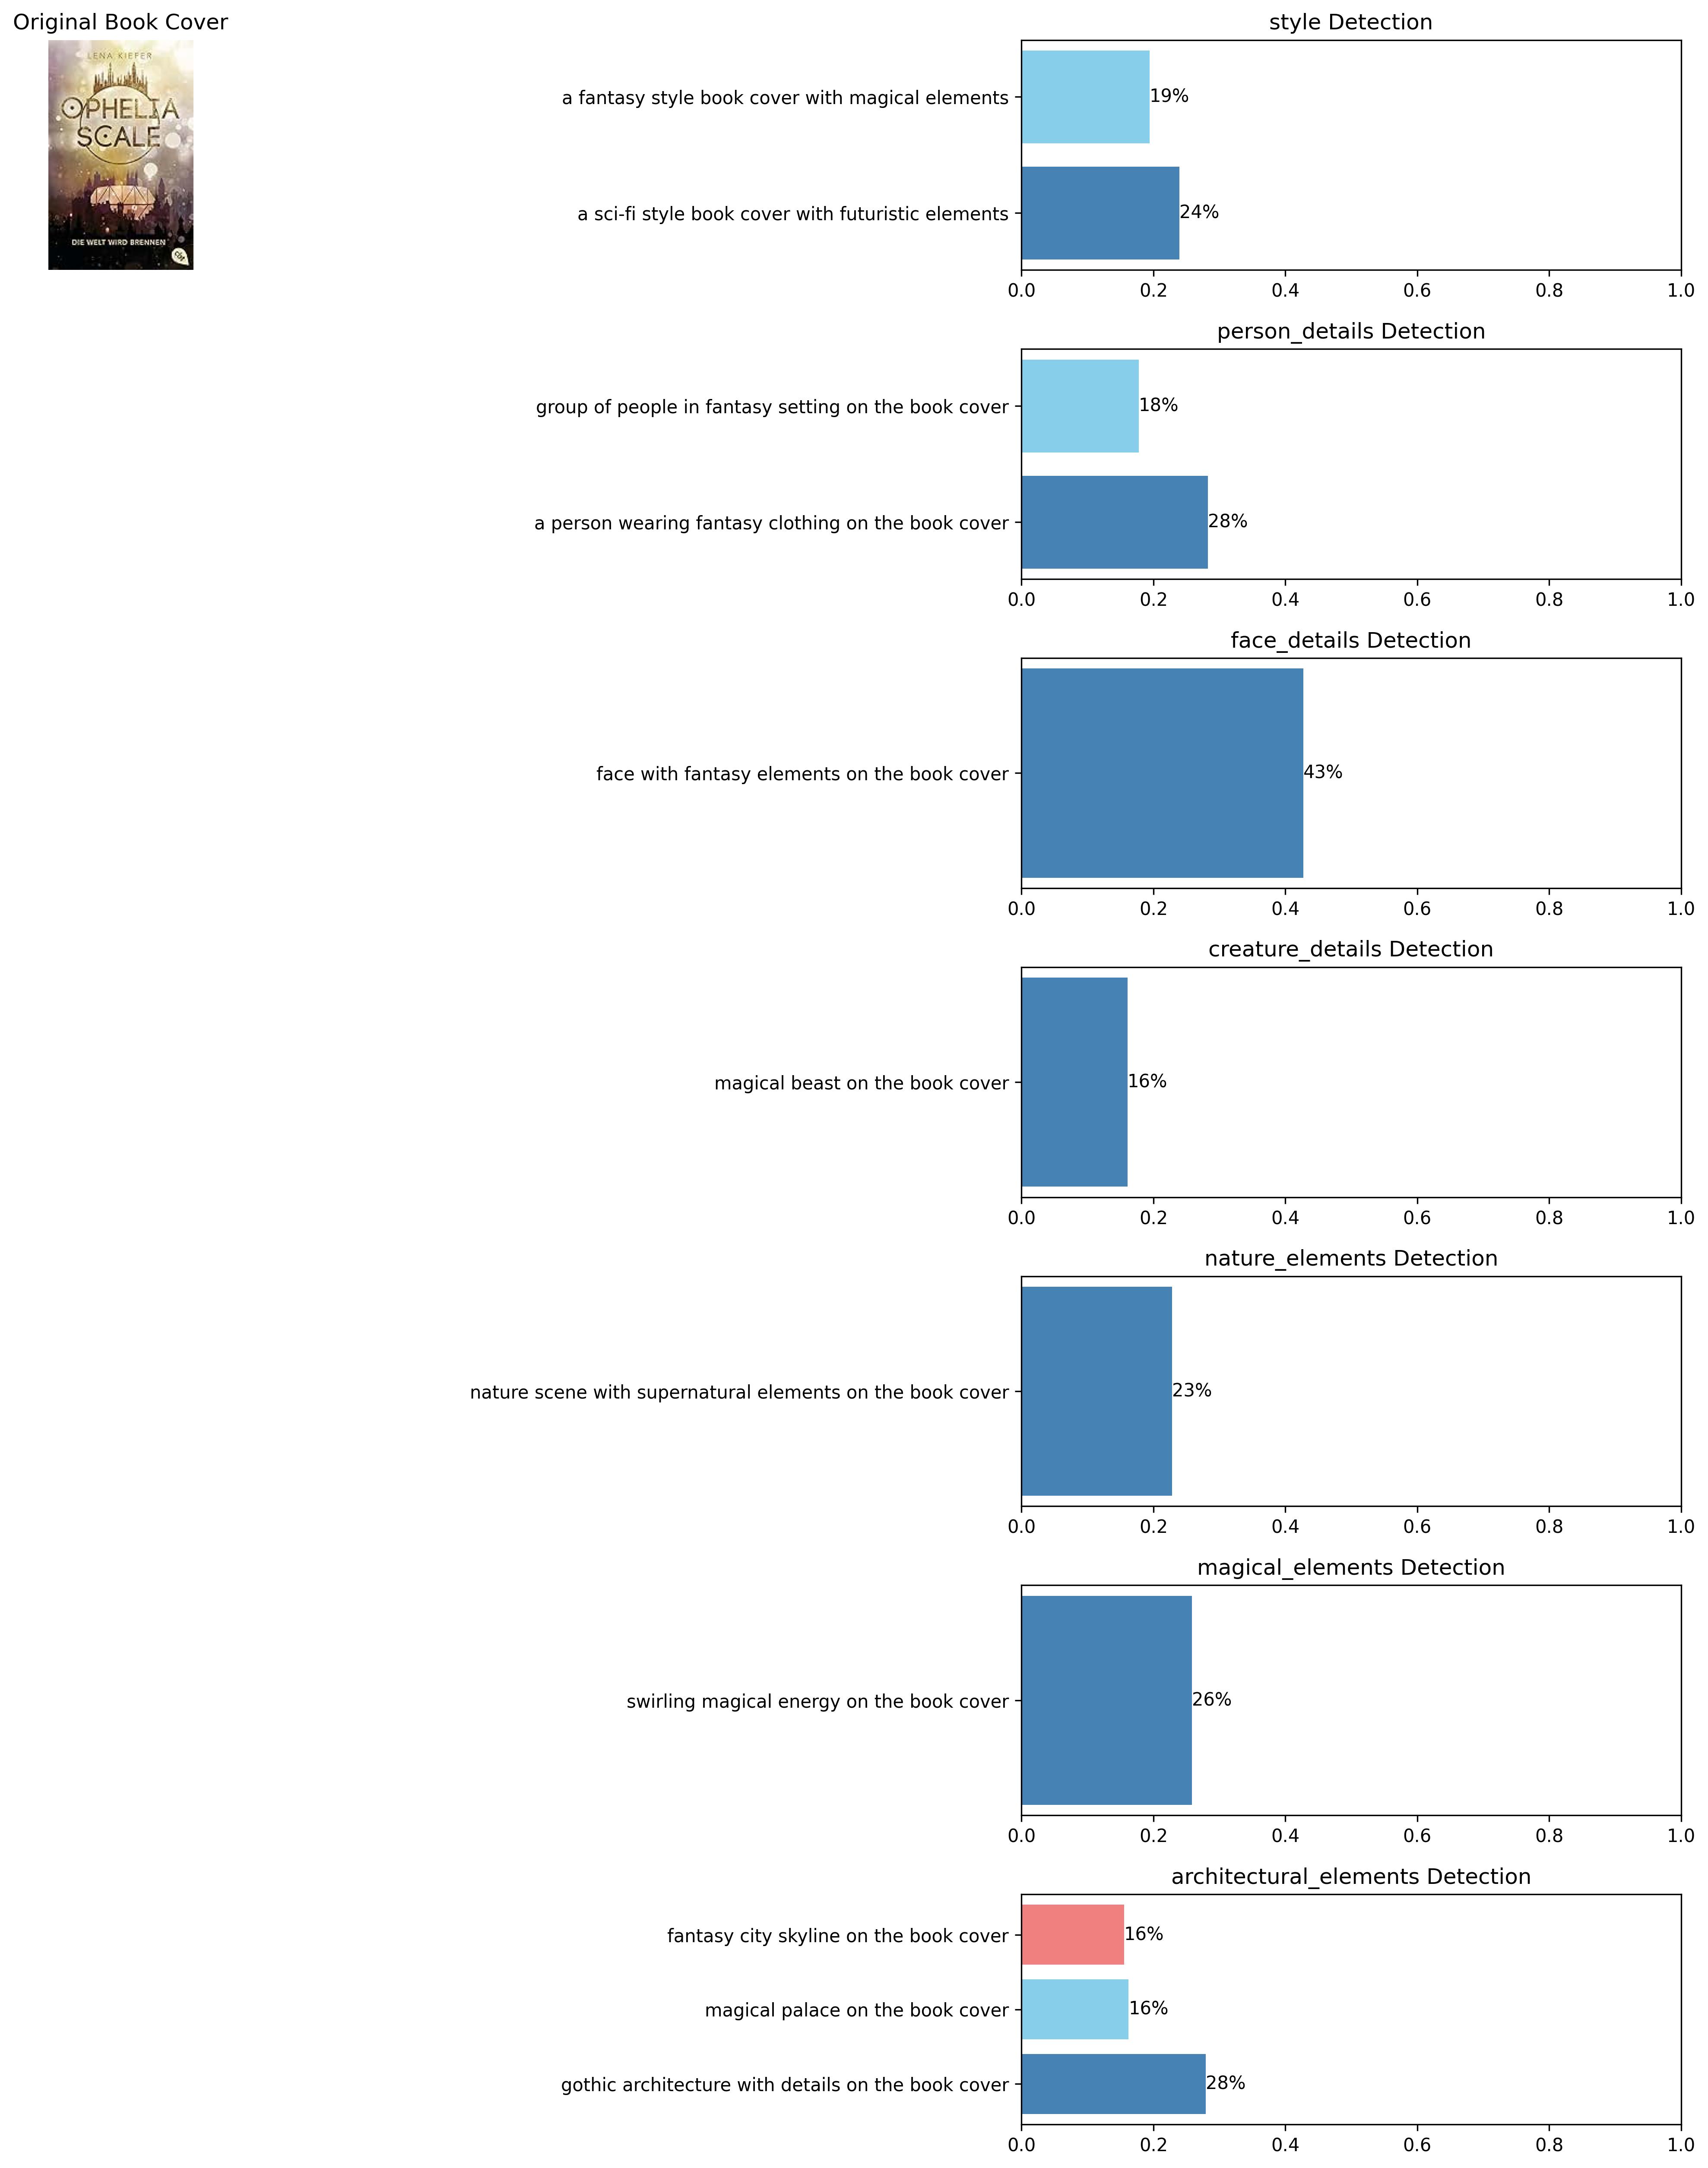 Original Book Cover
LENA KIEFER
OPHELIA
SCALE
DIE WELT WIRD BRENNEN
cbj
style Detection
a fantasy style book cover with magical elements
19%
a sci-fi style book cover with futuristic elements
24%
0.0 0.2 0.4 0.6 0.8 1.0
person_details Detection
group of people in fantasy setting on the book cover
18%
a person wearing fantasy clothing on the book cover
28%
0.0 0.2 0.4 0.6 0.8 1.0
face_details Detection
face with fantasy elements on the book cover
43%
0.0 0.2 0.4 0.6 0.8 1.0
creature_details Detection
magical beast on the book cover
16%
0.0 0.2 0.4 0.6 0.8 1.0
nature_elements Detection
nature scene with supernatural elements on the book cover
23%
0.0 0.2 0.4 0.6 0.8 1.0
magical_elements Detection
swirling magical energy on the book cover
26%
0.0 0.2 0.4 0.6 0.8 1.0
architectural_elements Detection
fantasy city skyline on the book cover
16%
magical palace on the book cover
16%
gothic architecture with details on the book cover
28%
0.0 0.2 0.4 0.6 0.8 1.0